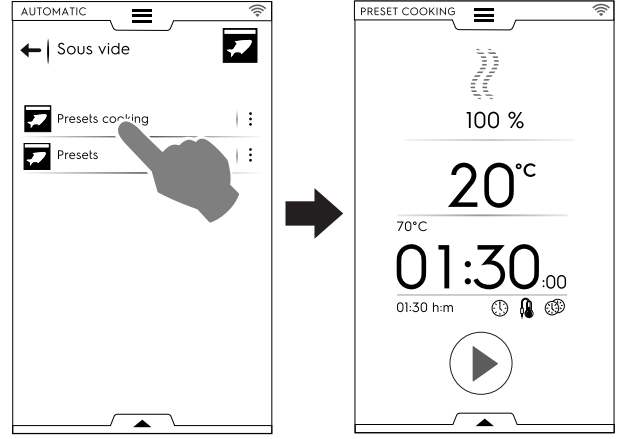 AUTOMATIC
Sous vide
Presets cooking
Presets
PRESET COOKING
100 %
20°C
70°C
01:30:00
01:30 h:m